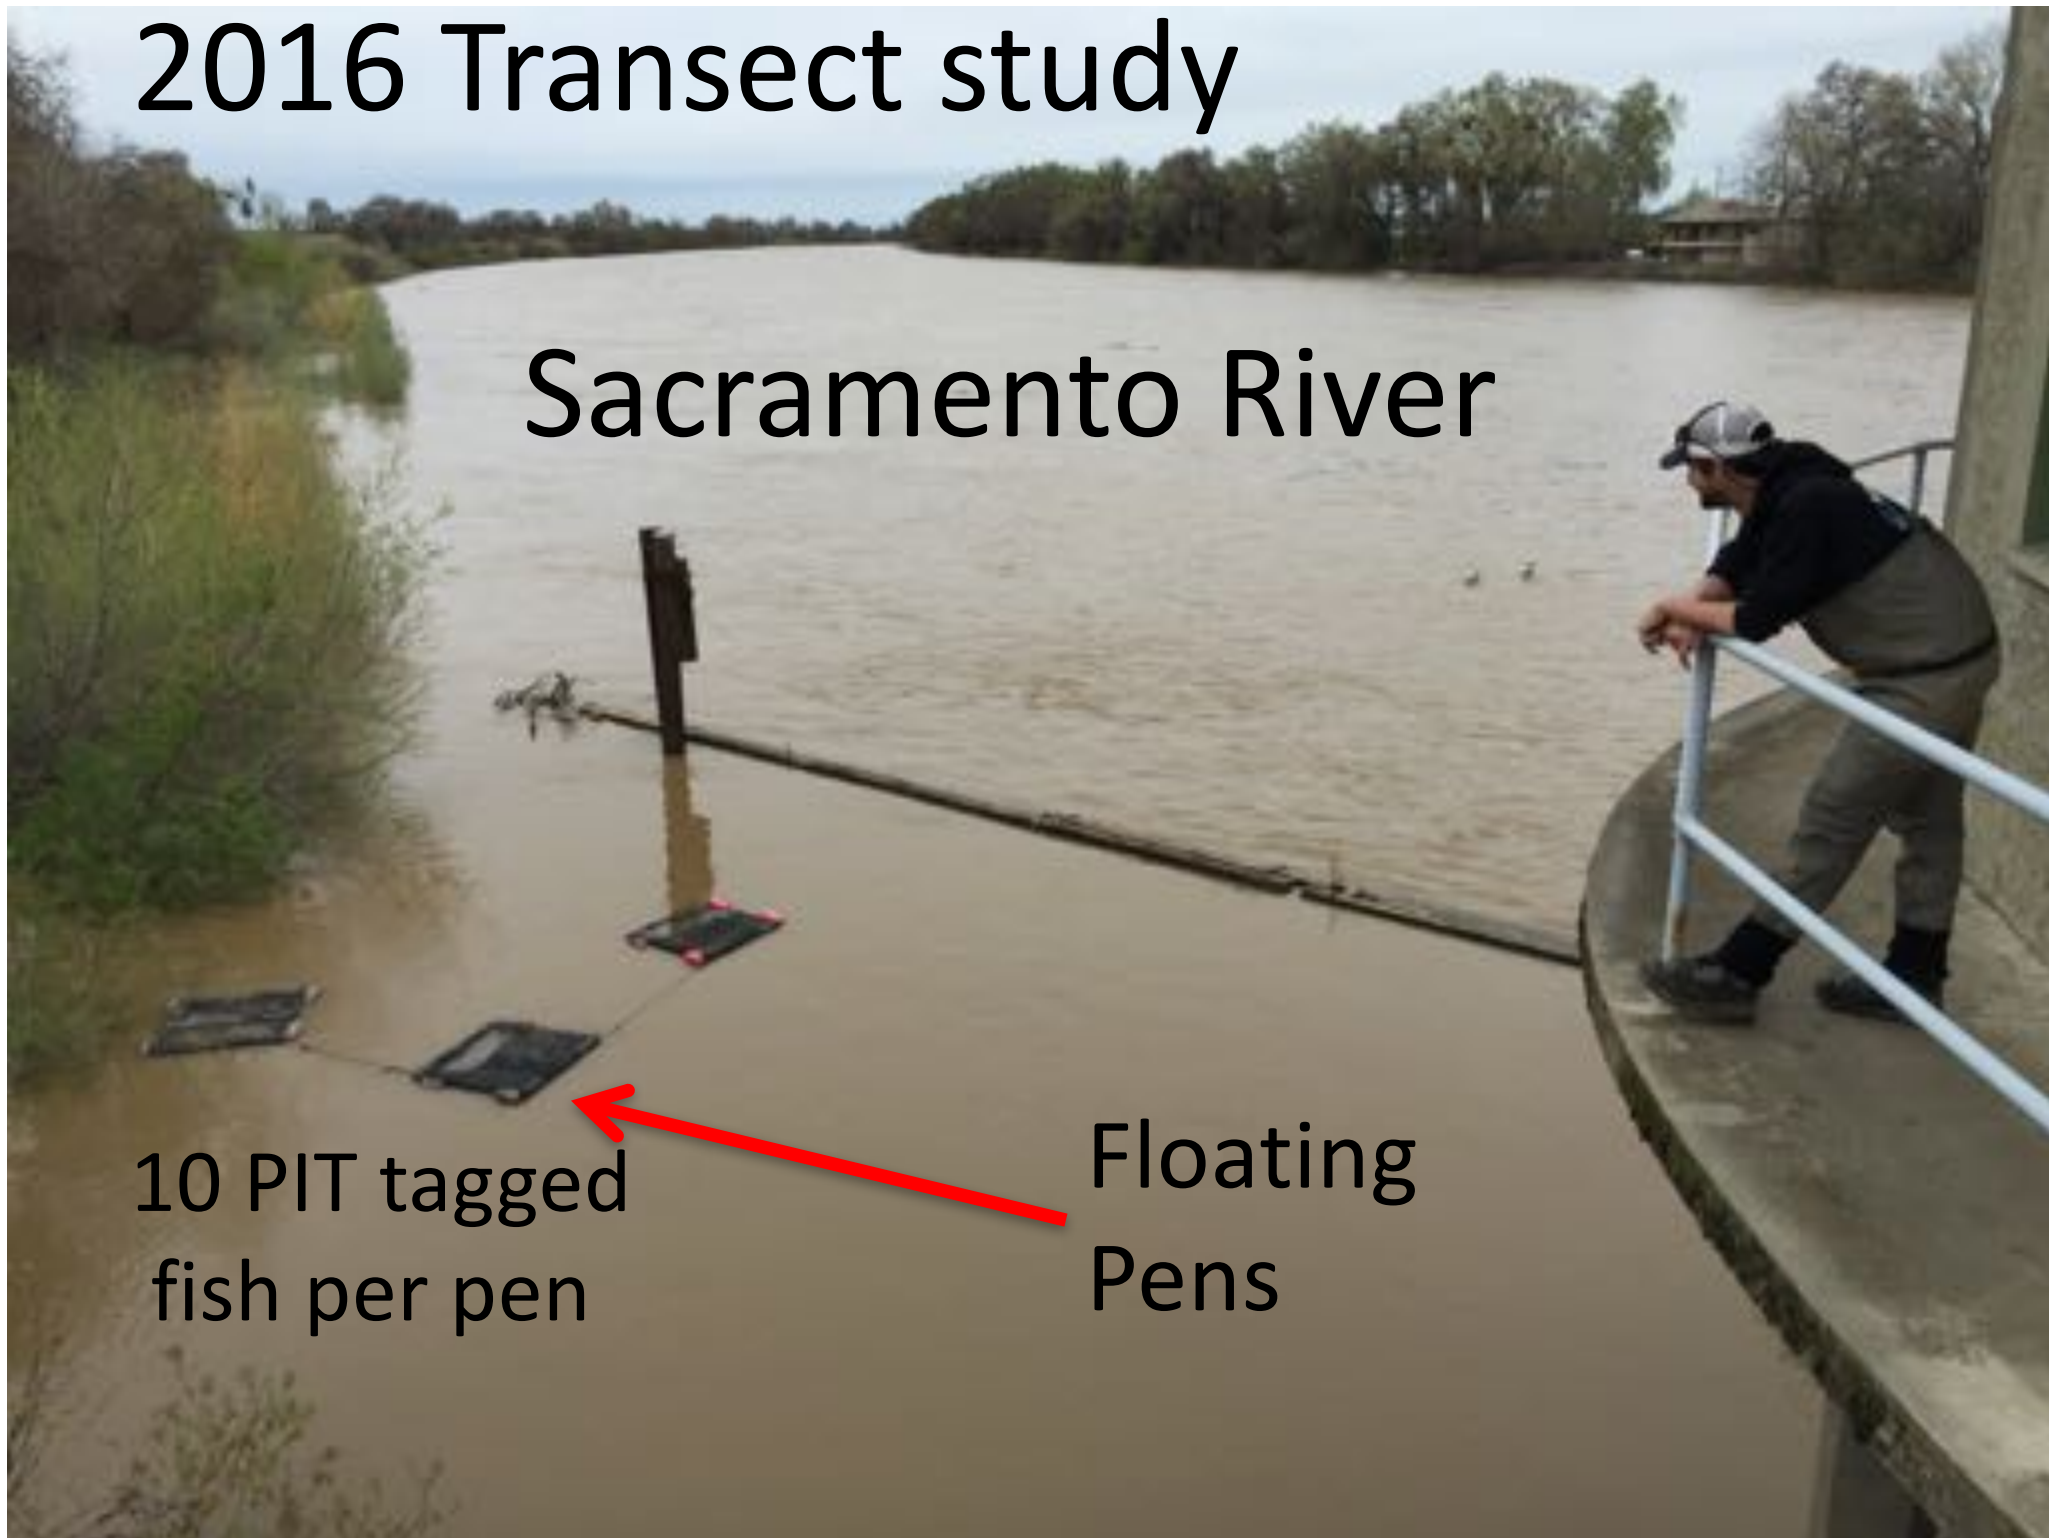 2016 Transect study
Sacramento River
10 PIT tagged
fish per pen
Floating
Pens